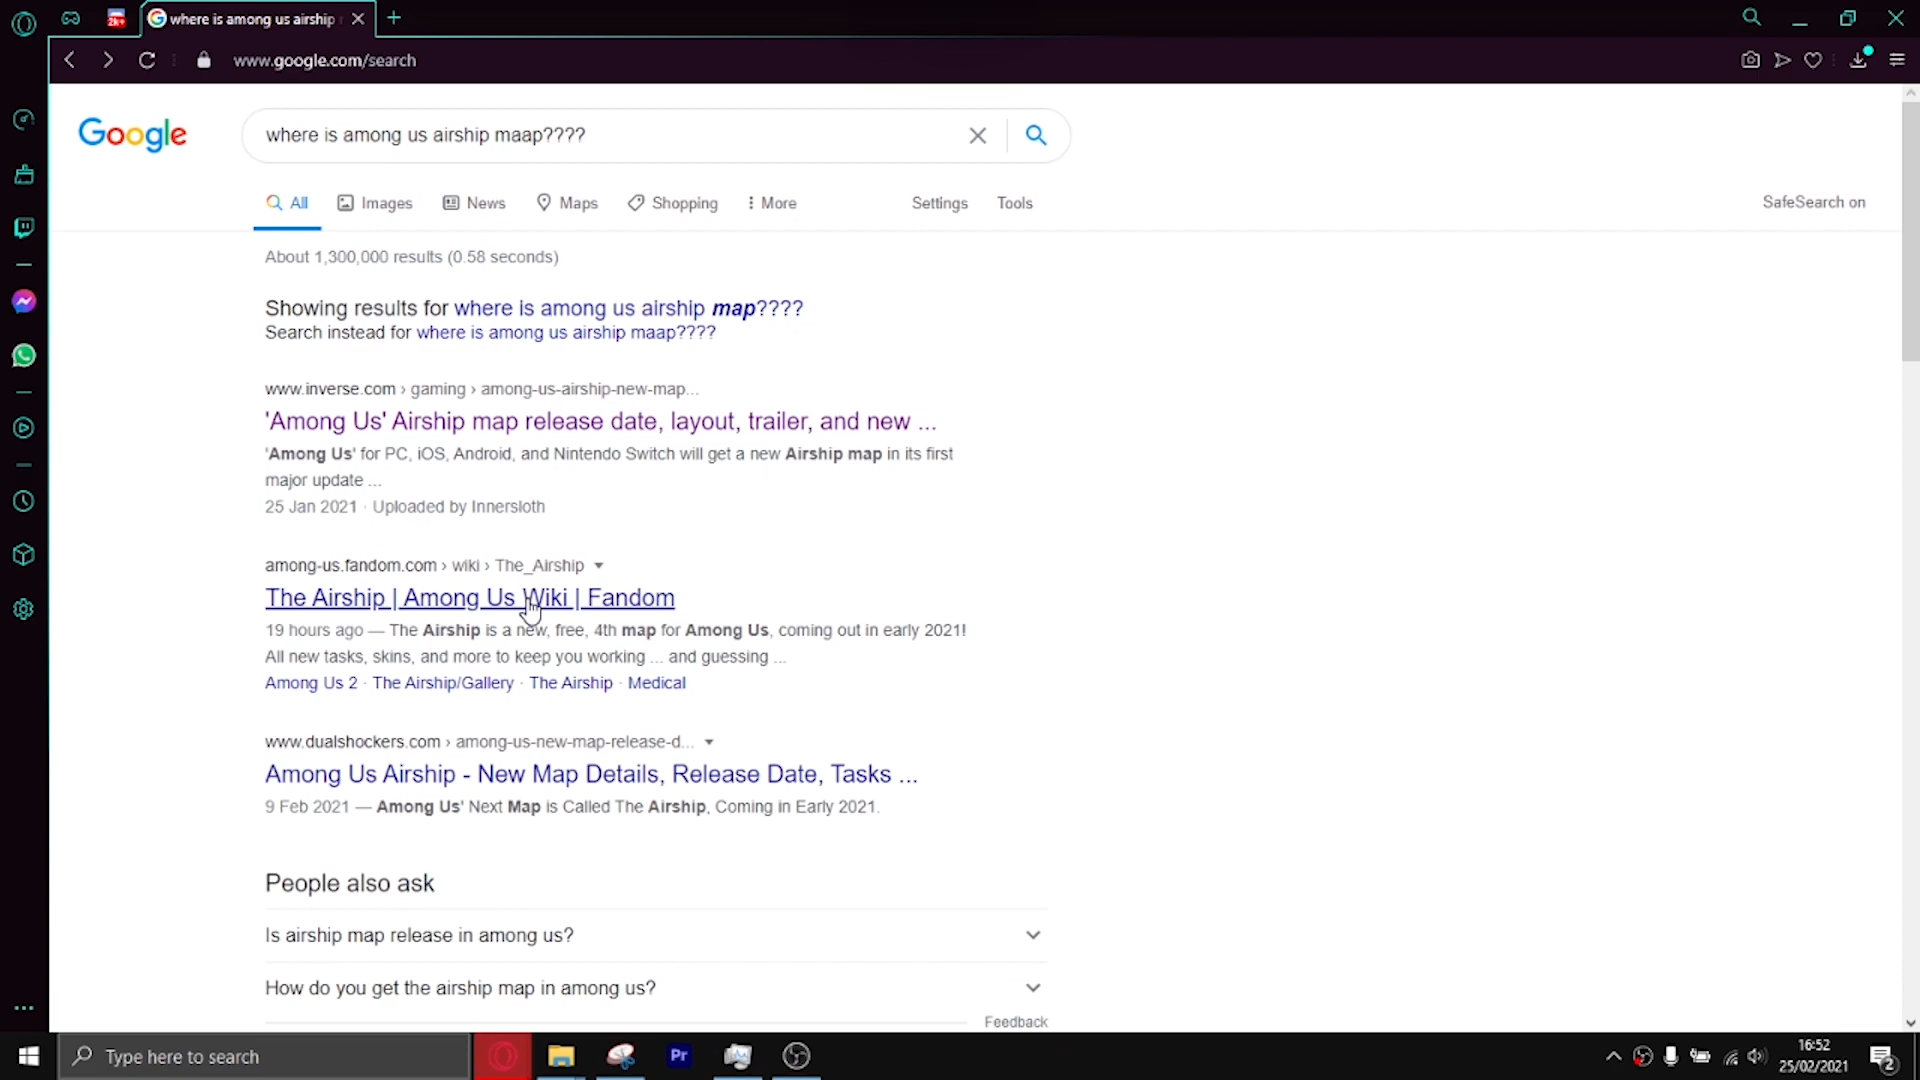 2k+
where is among us airship
www.google.com/search
Google
where is among us airship maap????
All
Images
News
Maps
Shopping
More
Settings
Tools
SafeSearch on
About 1,300,000 results (0.58 seconds)
Showing results for where is among us airship map????
Search instead for where is among us airship maap????
www.inverse.com › gaming › among-us-airship-new-map...
'Among Us' Airship map release date, layout, trailer, and new ...
'Among Us' for PC, iOS, Android, and Nintendo Switch will get a new Airship map in its first
major update ...
25 Jan 2021 · Uploaded by Innersloth
among-us.fandom.com › wiki › The_Airship
The Airship | Among Us Wiki | Fandom
19 hours ago — The Airship is a new, free, 4th map for Among Us, coming out in early 2021!
All new tasks, skins, and more to keep you working ... and guessing ...
Among Us 2 · The Airship/Gallery · The Airship · Medical
www.dualshockers.com › among-us-new-map-release-d...
Among Us Airship - New Map Details, Release Date, Tasks ...
9 Feb 2021 — Among Us' Next Map is Called The Airship, Coming in Early 2021.
People also ask
Is airship map release in among us?
How do you get the airship map in among us?
Feedback
Type here to search
Pr
16:52
25/02/2021
2